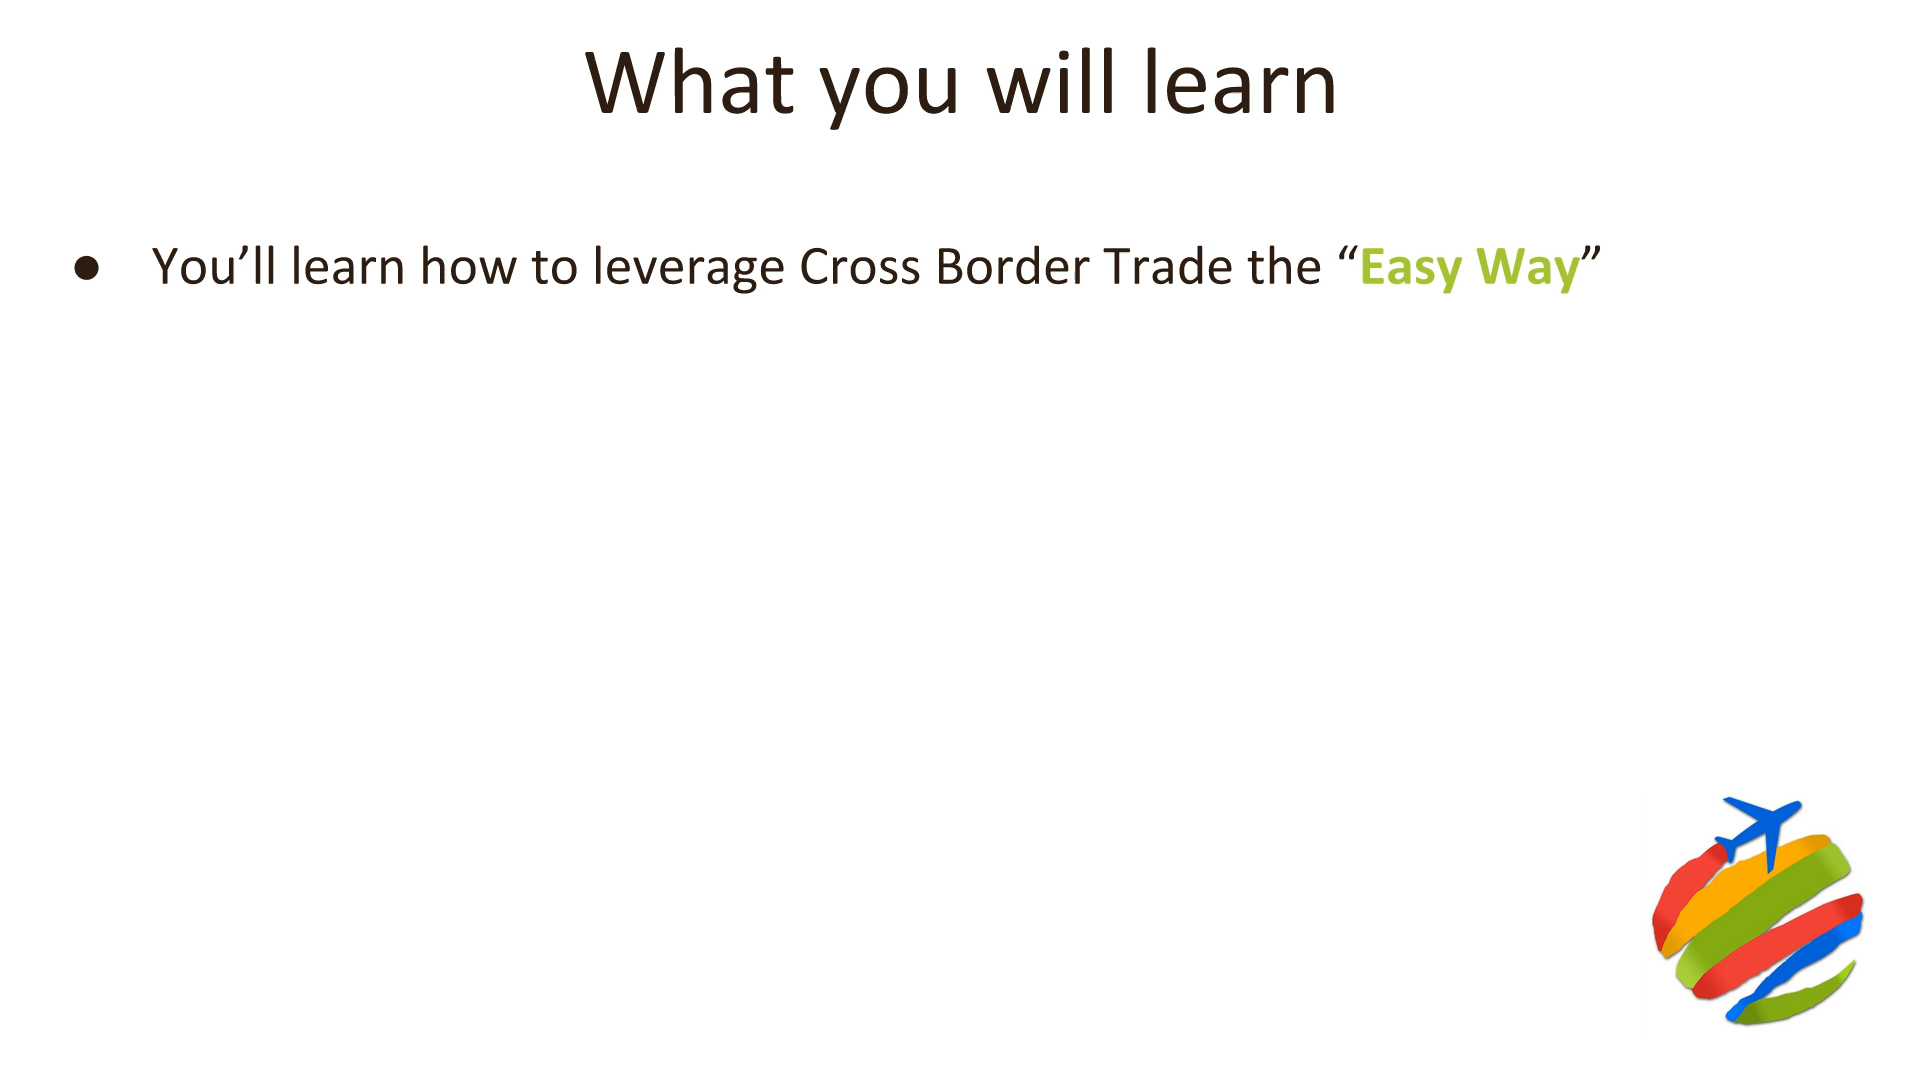 What you will learn
● You’ll learn how to leverage Cross Border Trade the “Easy Way”